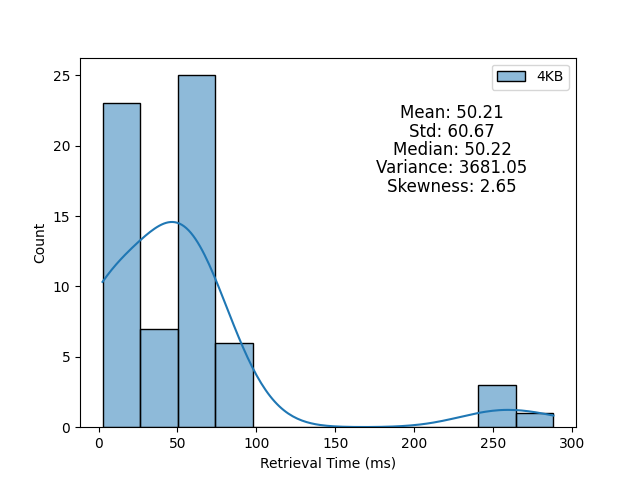 4KB
Mean: 50.21
Std: 60.67
Median: 50.22
Variance: 3681.05
Skewness: 2.65
25
20
15
10
5
0
Count
0 50 100 150 200 250 300
Retrieval Time (ms)